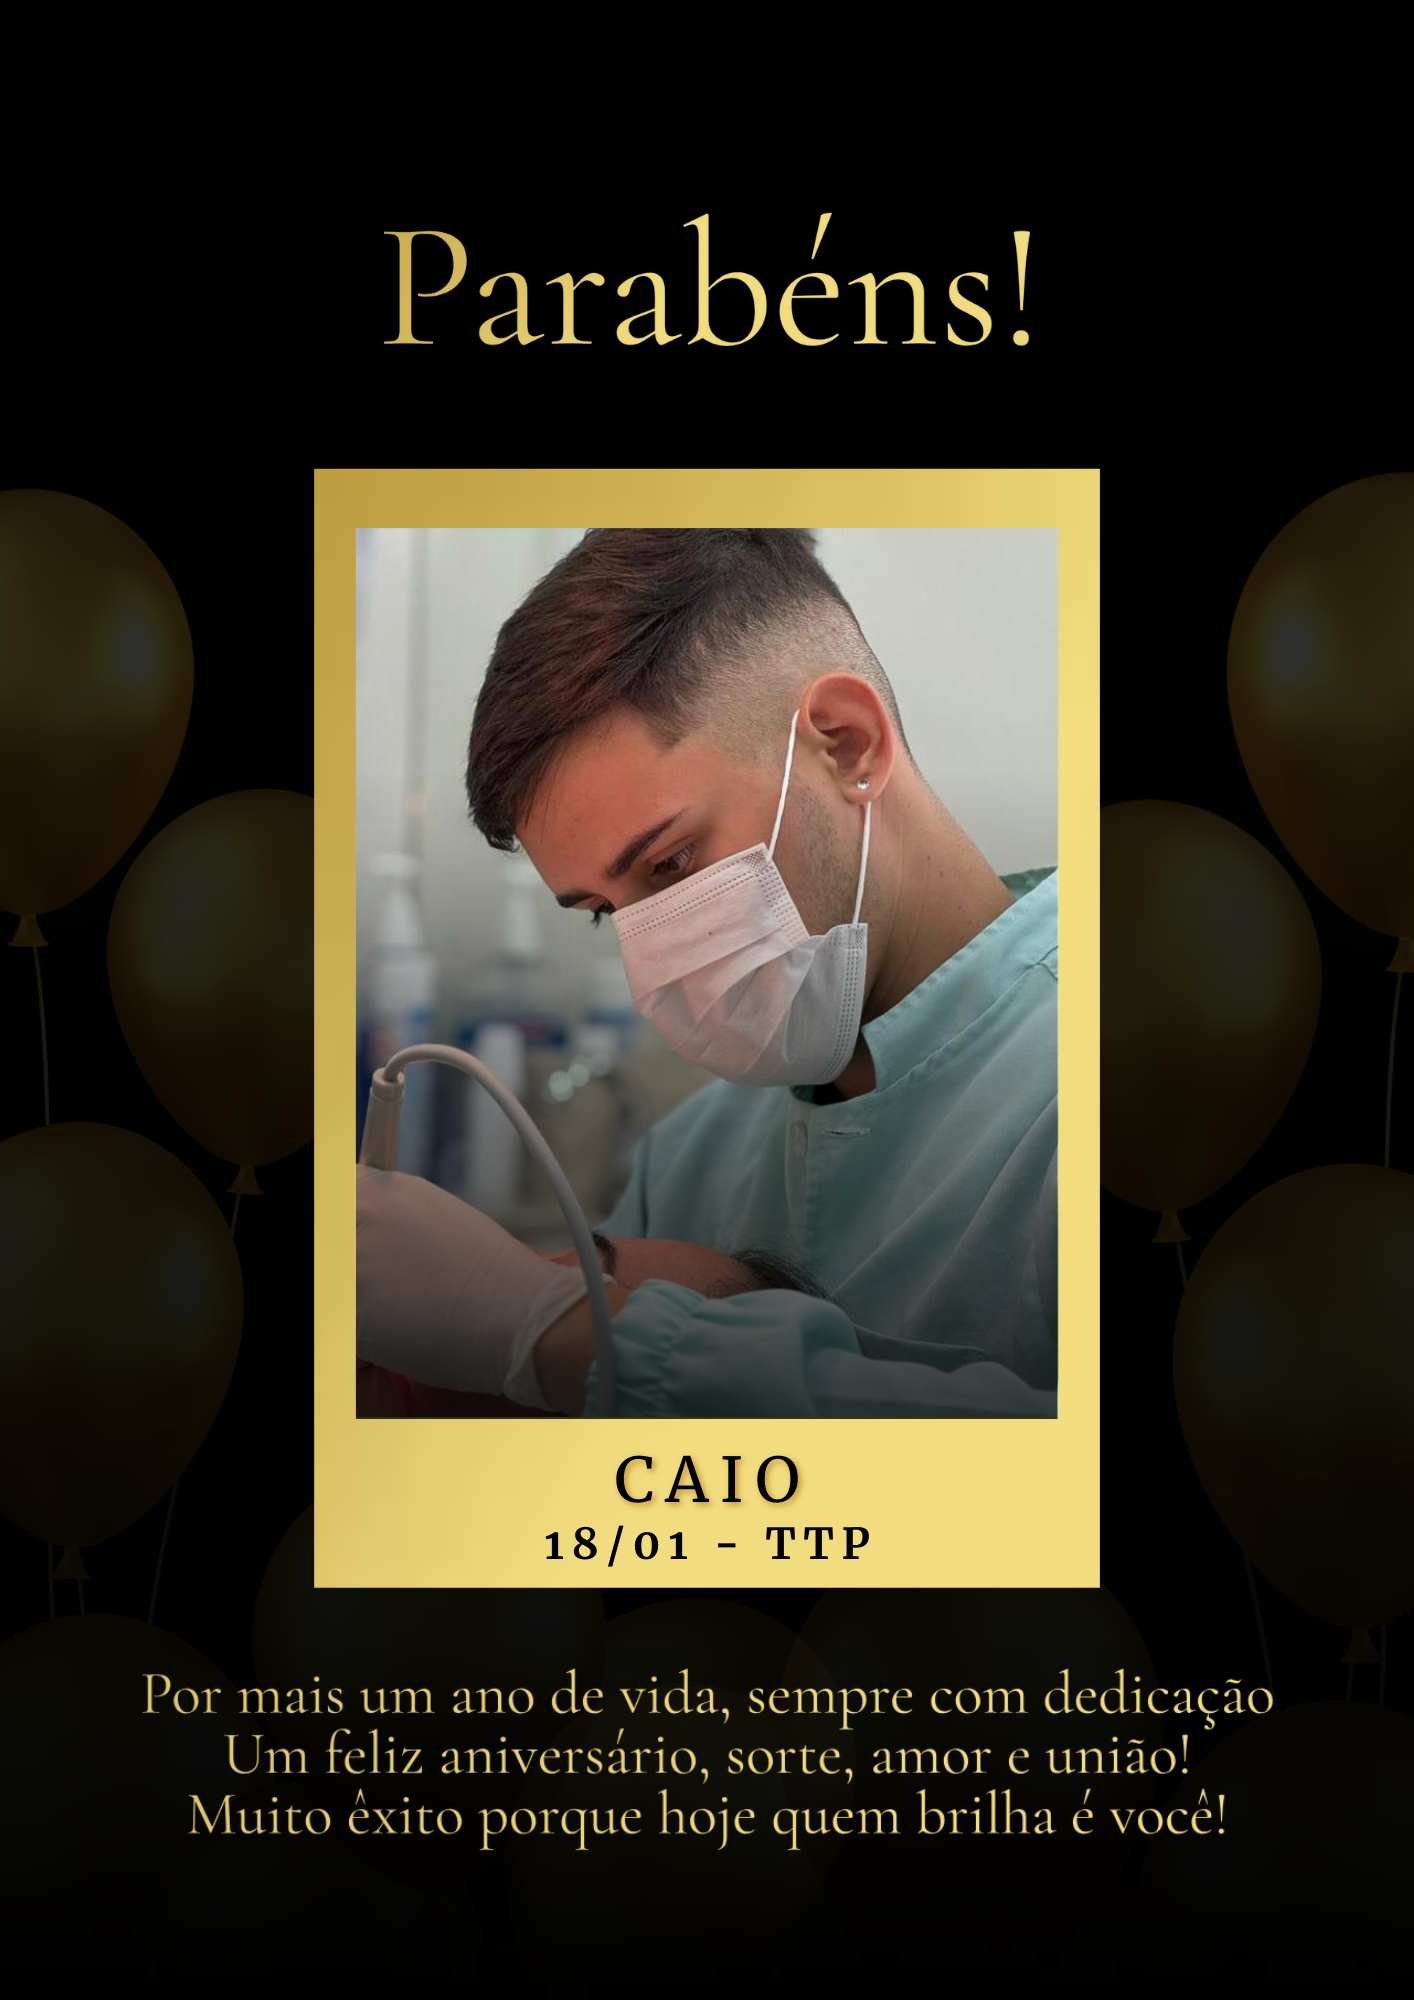 Parabéns!
CAIO
18/01 - TTP
Por mais um ano de vida, sempre com dedicação
Um feliz aniversário, sorte, amor e união!
Muito êxito porque hoje quem brilha é você!